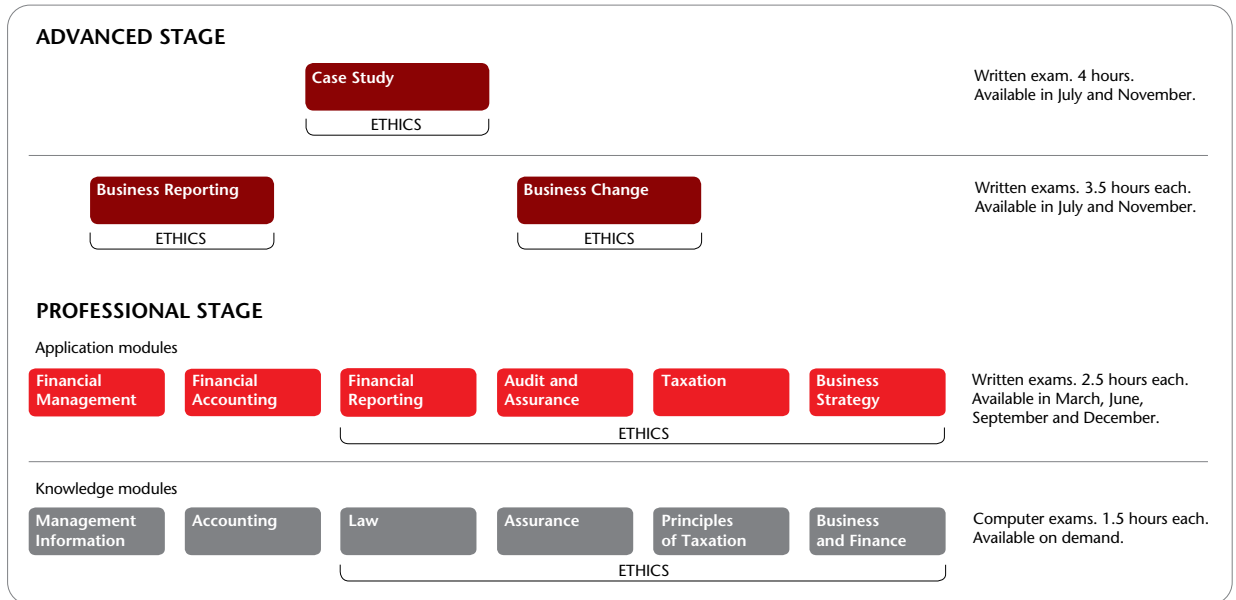 ADVANCED STAGE
Case Study
ETHICS
Written exam. 4 hours.
Available in July and November.
Business Reporting
ETHICS
Business Change
ETHICS
Written exams. 3.5 hours each.
Available in July and November.
PROFESSIONAL STAGE
Application modules
Financial
Management
Financial
Accounting
Financial
Reporting
Audit and
Assurance
Taxation
Business
Strategy
ETHICS
Written exams. 2.5 hours each.
Available in March, June,
September and December.
Knowledge modules
Management
Information
Accounting
Law
Assurance
Principles
of Taxation
Business
and Finance
ETHICS
Computer exams. 1.5 hours each.
Available on demand.